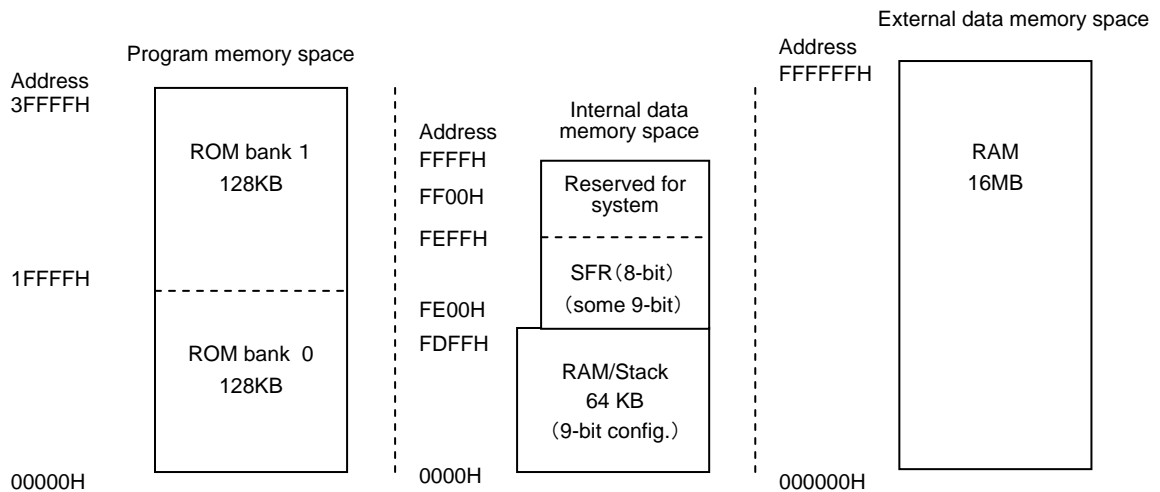 Program memory space
Address
3FFFFH
ROM bank 1
128KB
1FFFFH
ROM bank 0
128KB
00000H
Internal data
memory space
Address
FFFFH
Reserved for
system
FF00H
FEFFH
SFR（8-bit）
（some 9-bit）
FE00H
FDFFH
RAM/Stack
64 KB
（9-bit config.）
0000H
External data memory space
Address
FFFFFFH
RAM
16MB
000000H